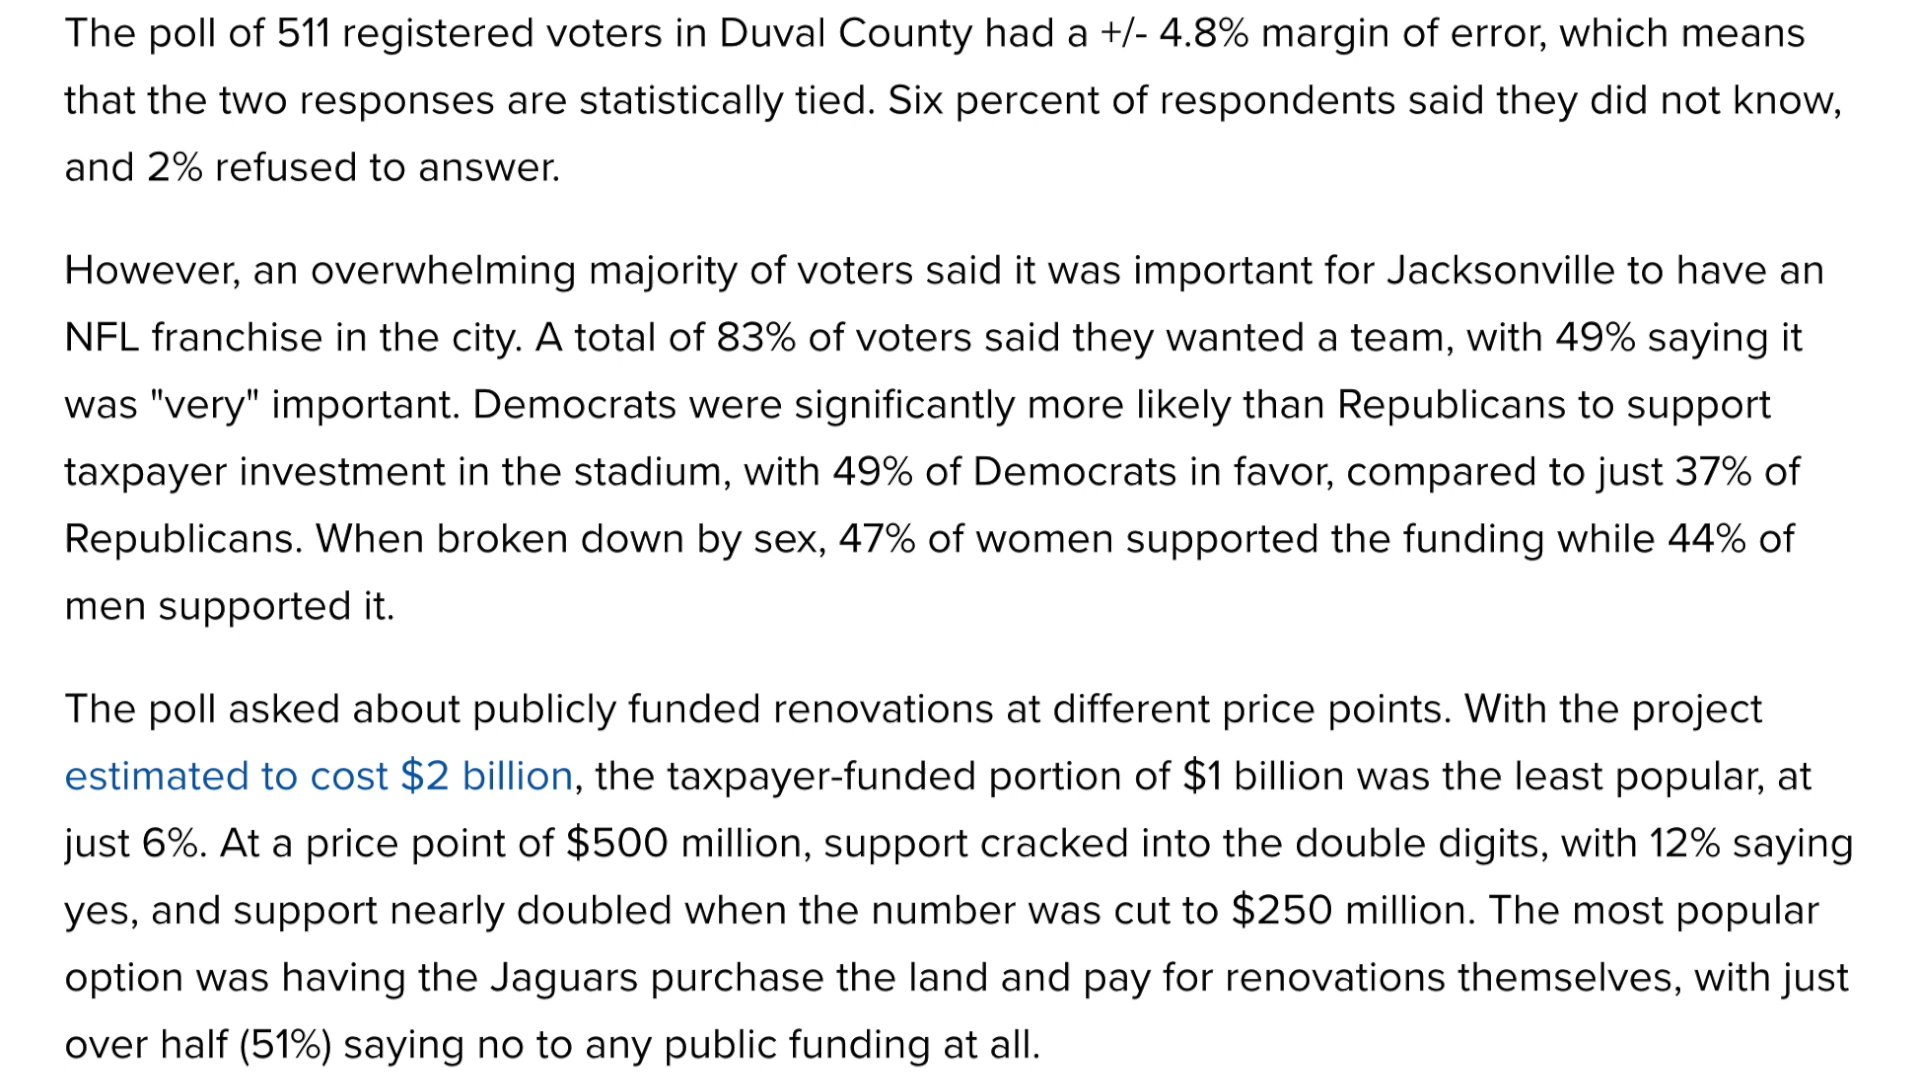 The poll of 511 registered voters in Duval County had a +/- 4.8% margin of error, which means
that the two responses are statistically tied. Six percent of respondents said they did not know,
and 2% refused to answer.
However, an overwhelming majority of voters said it was important for Jacksonville to have an
NFL franchise in the city. A total of 83% of voters said they wanted a team, with 49% saying it
was "very" important. Democrats were significantly more likely than Republicans to support
taxpayer investment in the stadium, with 49% of Democrats in favor, compared to just 37% of
Republicans. When broken down by sex, 47% of women supported the funding while 44% of
men supported it.
The poll asked about publicly funded renovations at different price points. With the project
estimated to cost $2 billion, the taxpayer-funded portion of $1 billion was the least popular, at
just 6%. At a price point of $500 million, support cracked into the double digits, with 12% saying
yes, and support nearly doubled when the number was cut to $250 million. The most popular
option was having the Jaguars purchase the land and pay for renovations themselves, with just
over half (51%) saying no to any public funding at all.